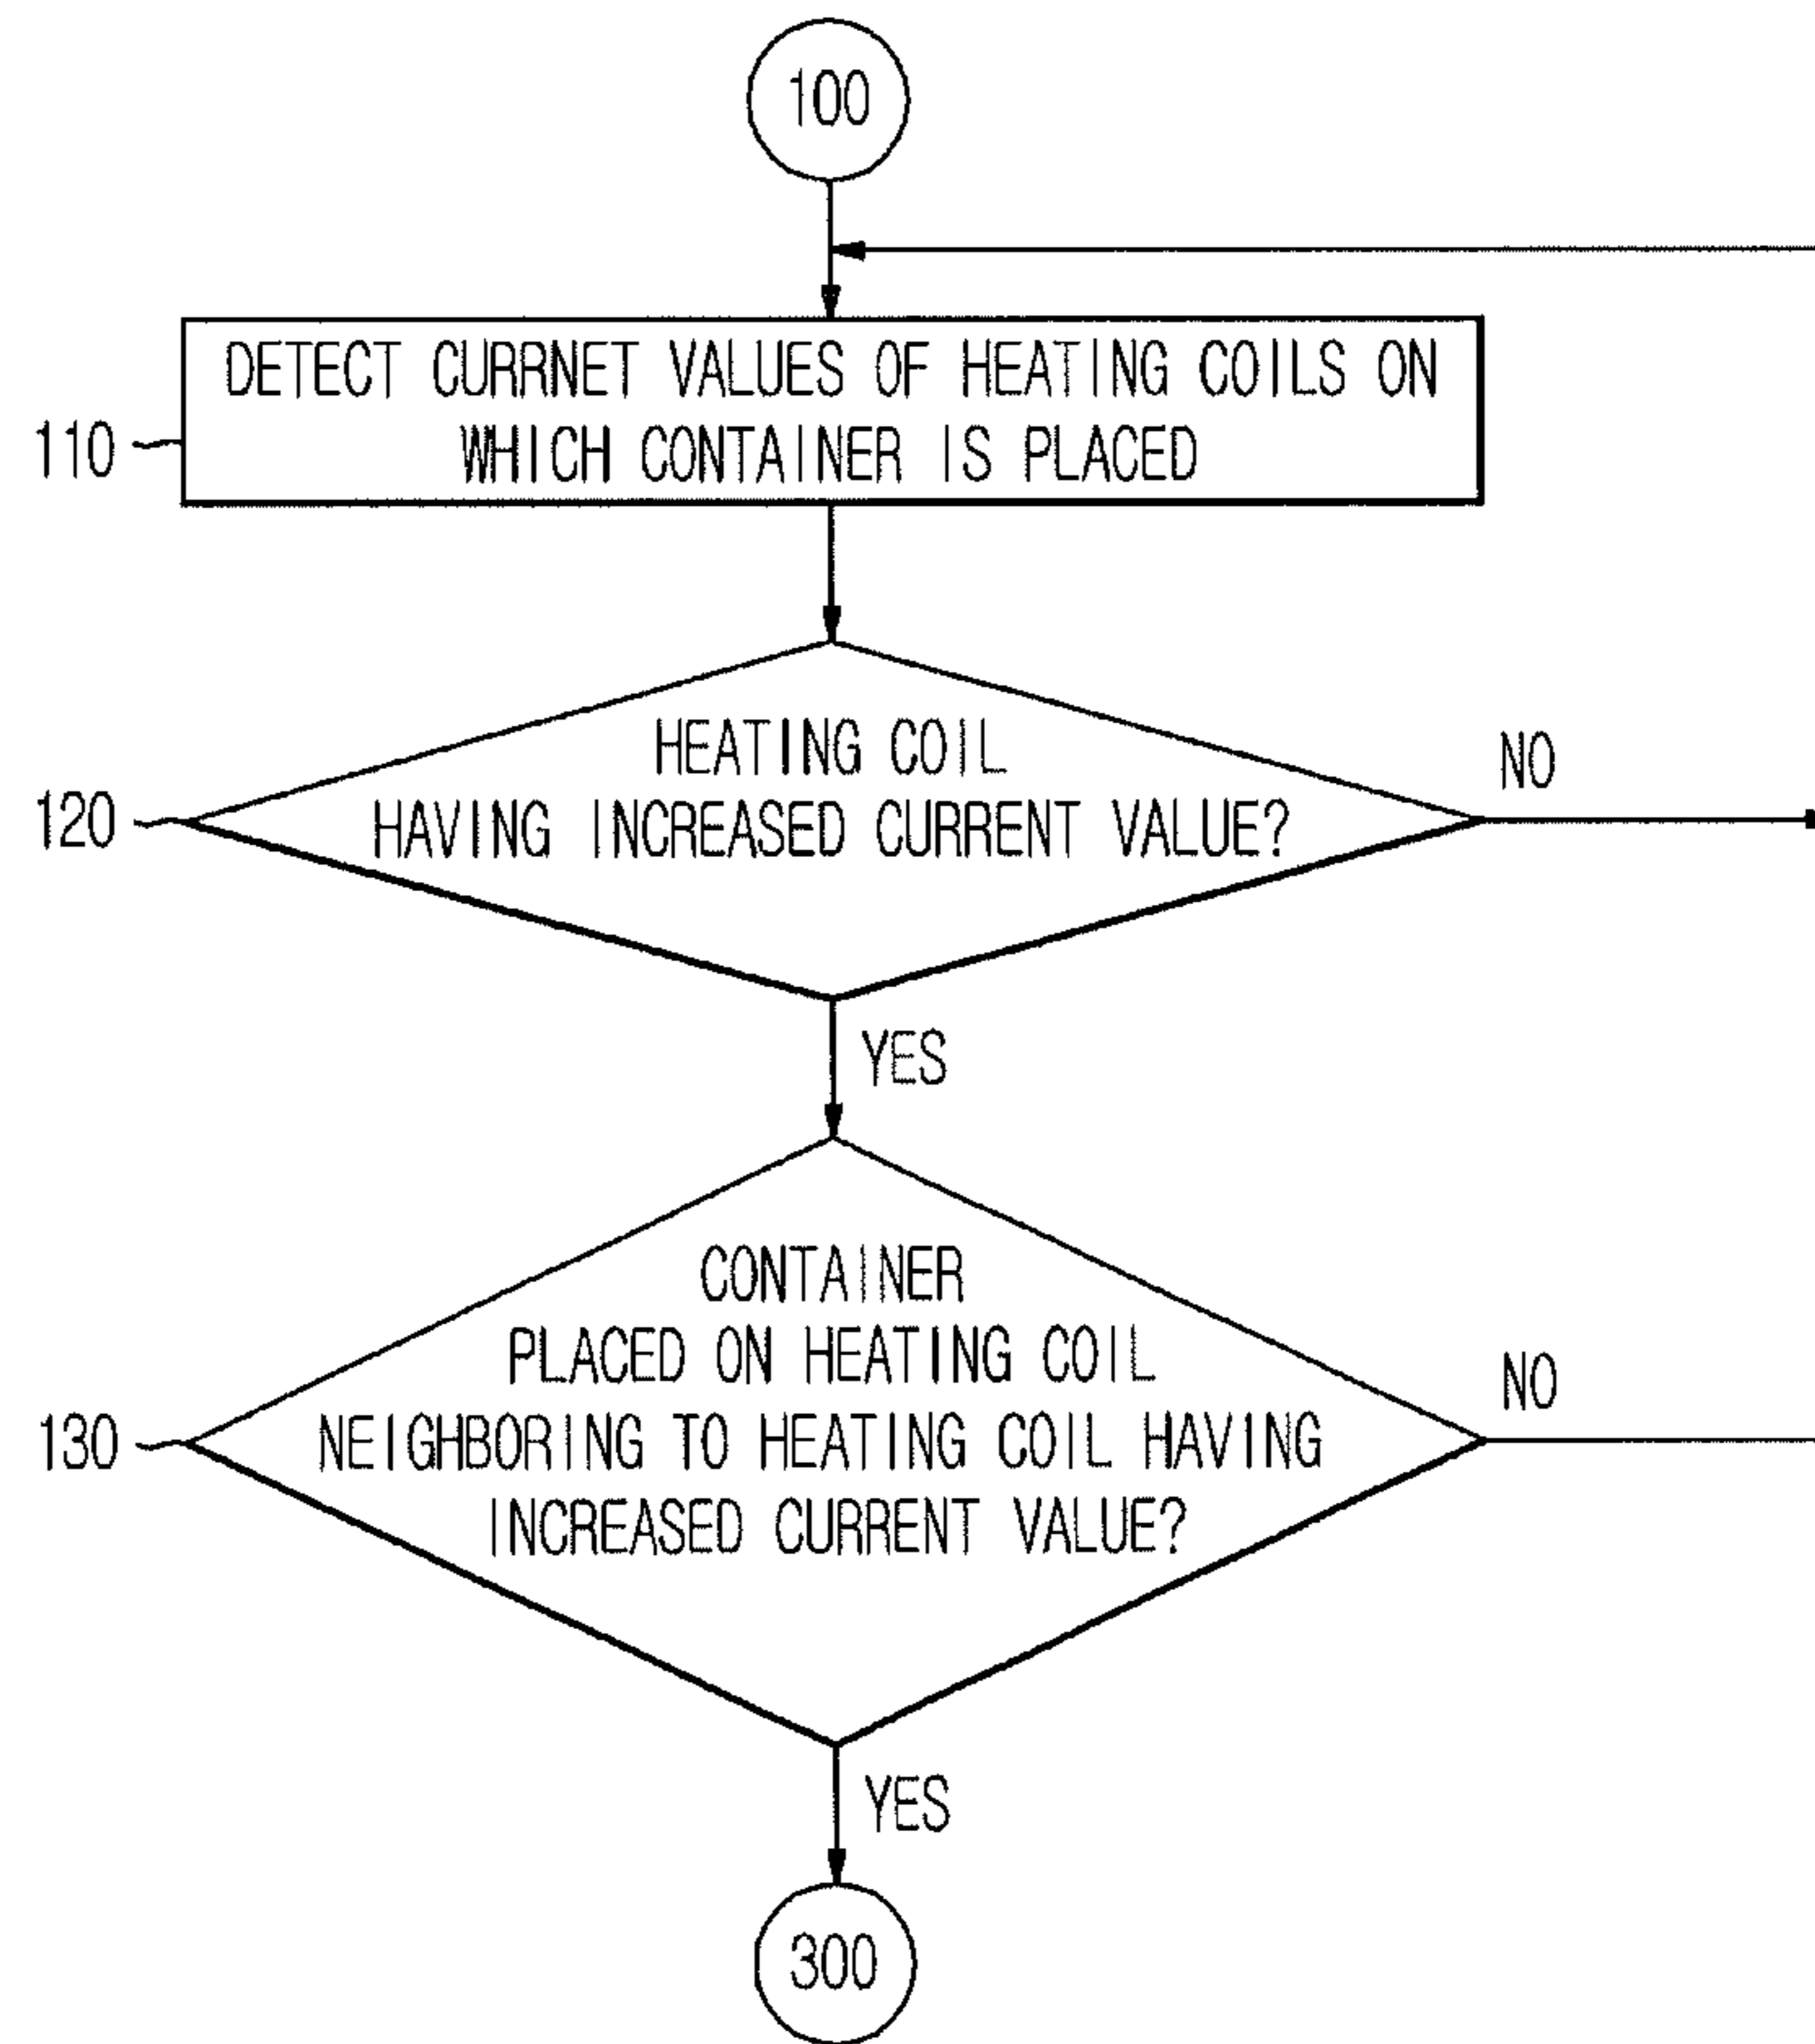 100
DETECT CURRNET VALUES OF HEATING COILS ON
WHICH CONTAINER IS PLACED
110
HEATING COIL
HAVING INCREASED CURRENT VALUE?
120
NO
YES
CONTAINER
PLACED ON HEATING COIL
NEIGHBORING TO HEATING COIL HAVING
INCREASED CURRENT VALUE?
130
NO
YES
300